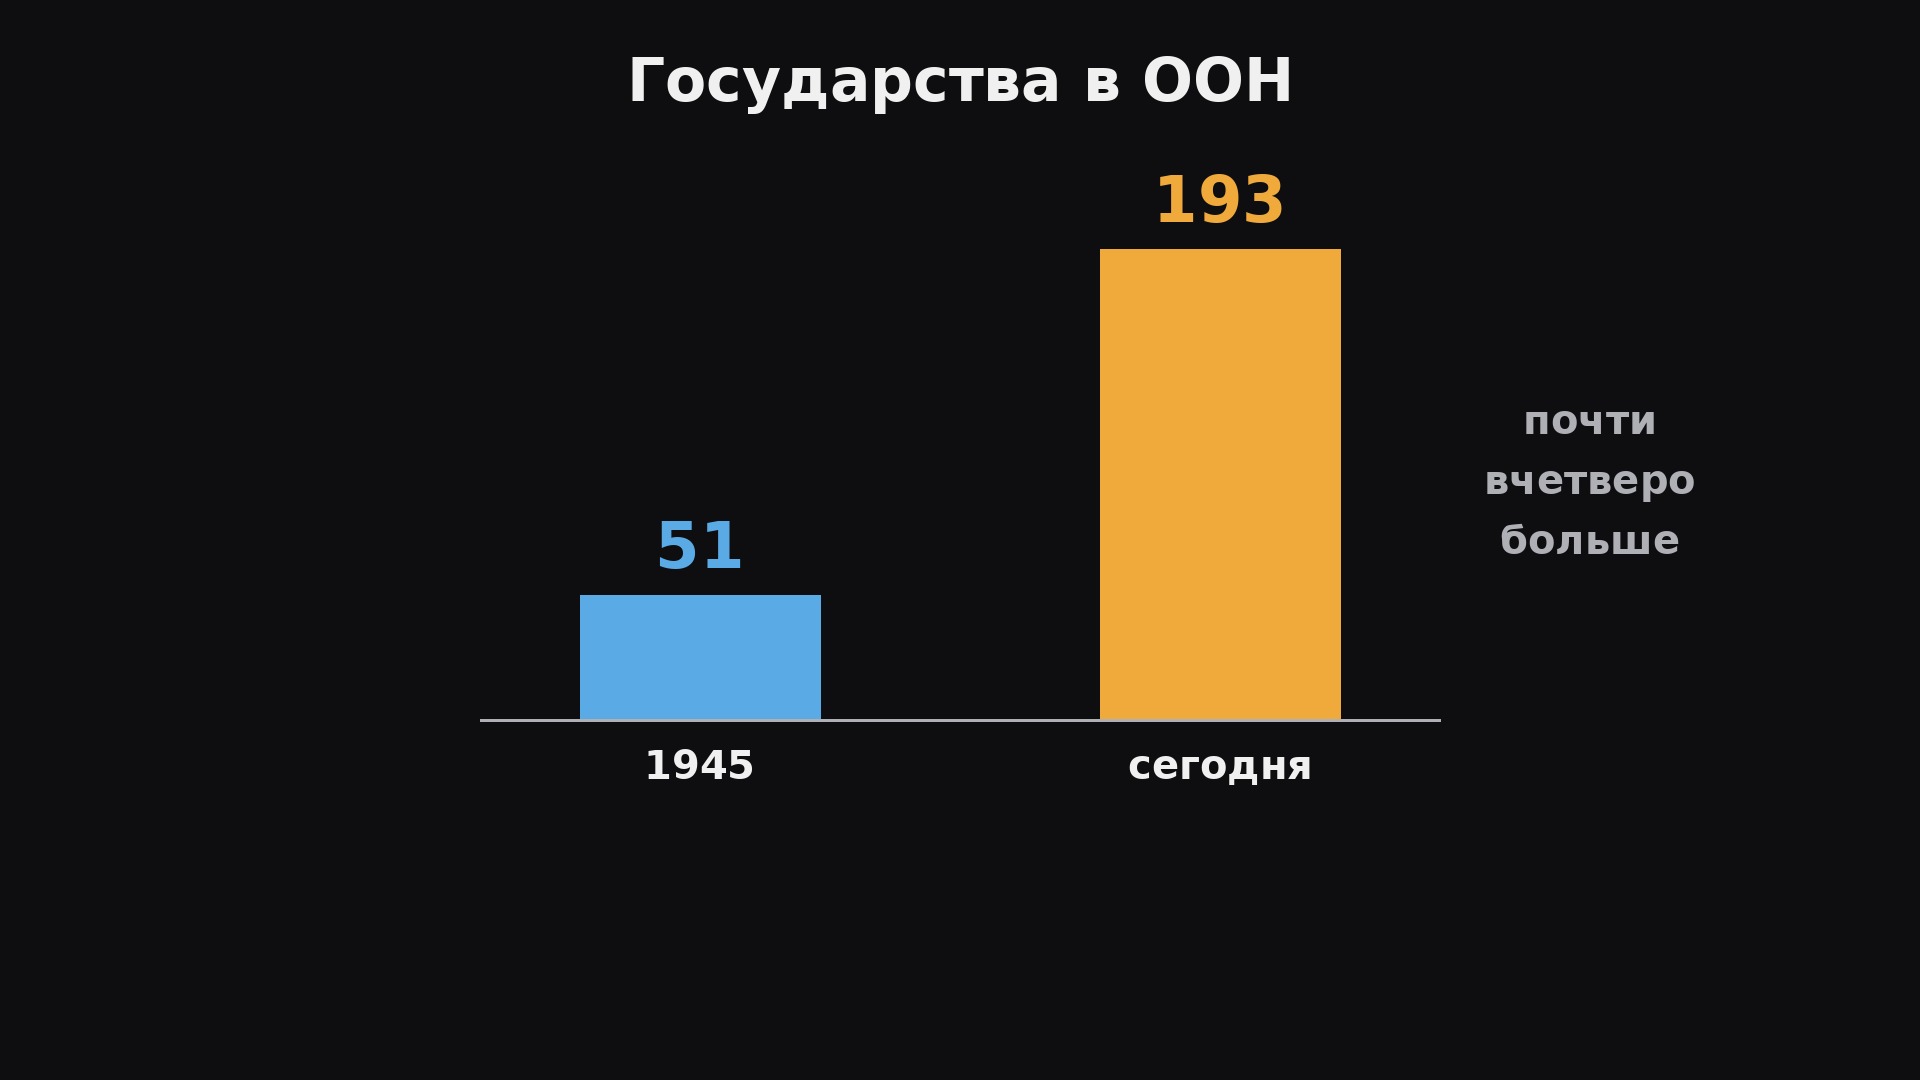 Государства в ООН
193
51
почти
вчетверо
больше
1945
сегодня